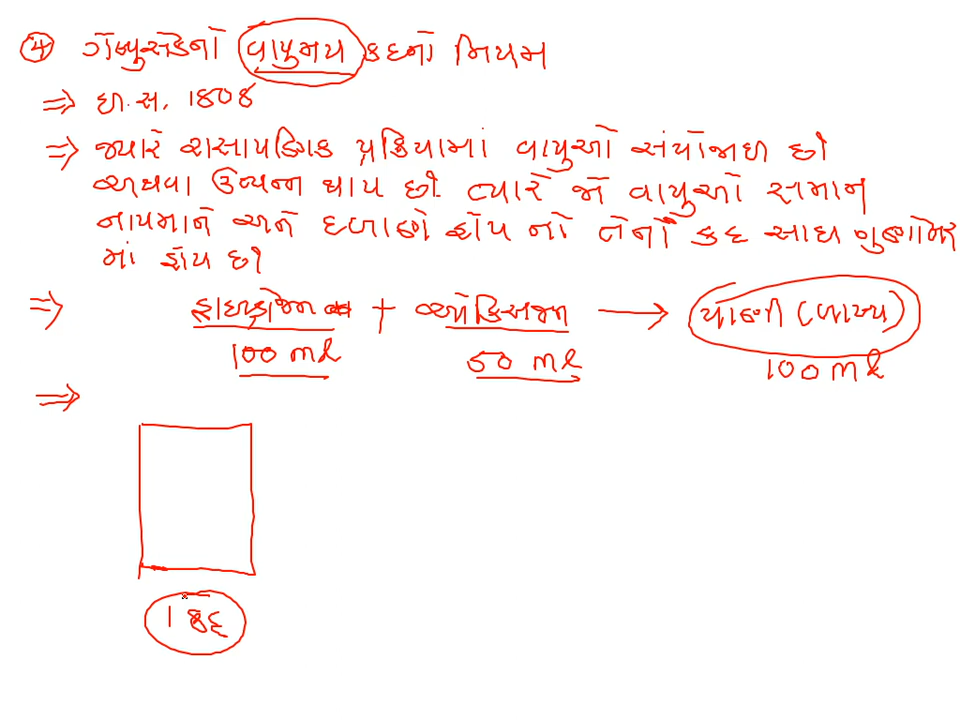 ④ ગેલ્યુસેકનો વાયુમય કદનો નિયમ
⇒ ઇ.સ. 1808
⇒ જ્યારે રાસાયણિક પ્રક્રિયામાં વાયુઓ સંયોજાય છે
અથવા ઉત્પન્ન થાય છે. ત્યારે જો વાયુઓ સમાન
તાપમાને અને દબાણે હોય તો તેનાં કદ સાદા ગુણોત્તર
માં હોય છે.
⇒ હાઇડ્રોજન + ઓક્સિજન → પાણી (બાષ્પ)
100 ml 50 ml 100 ml
⇒
1 કદ